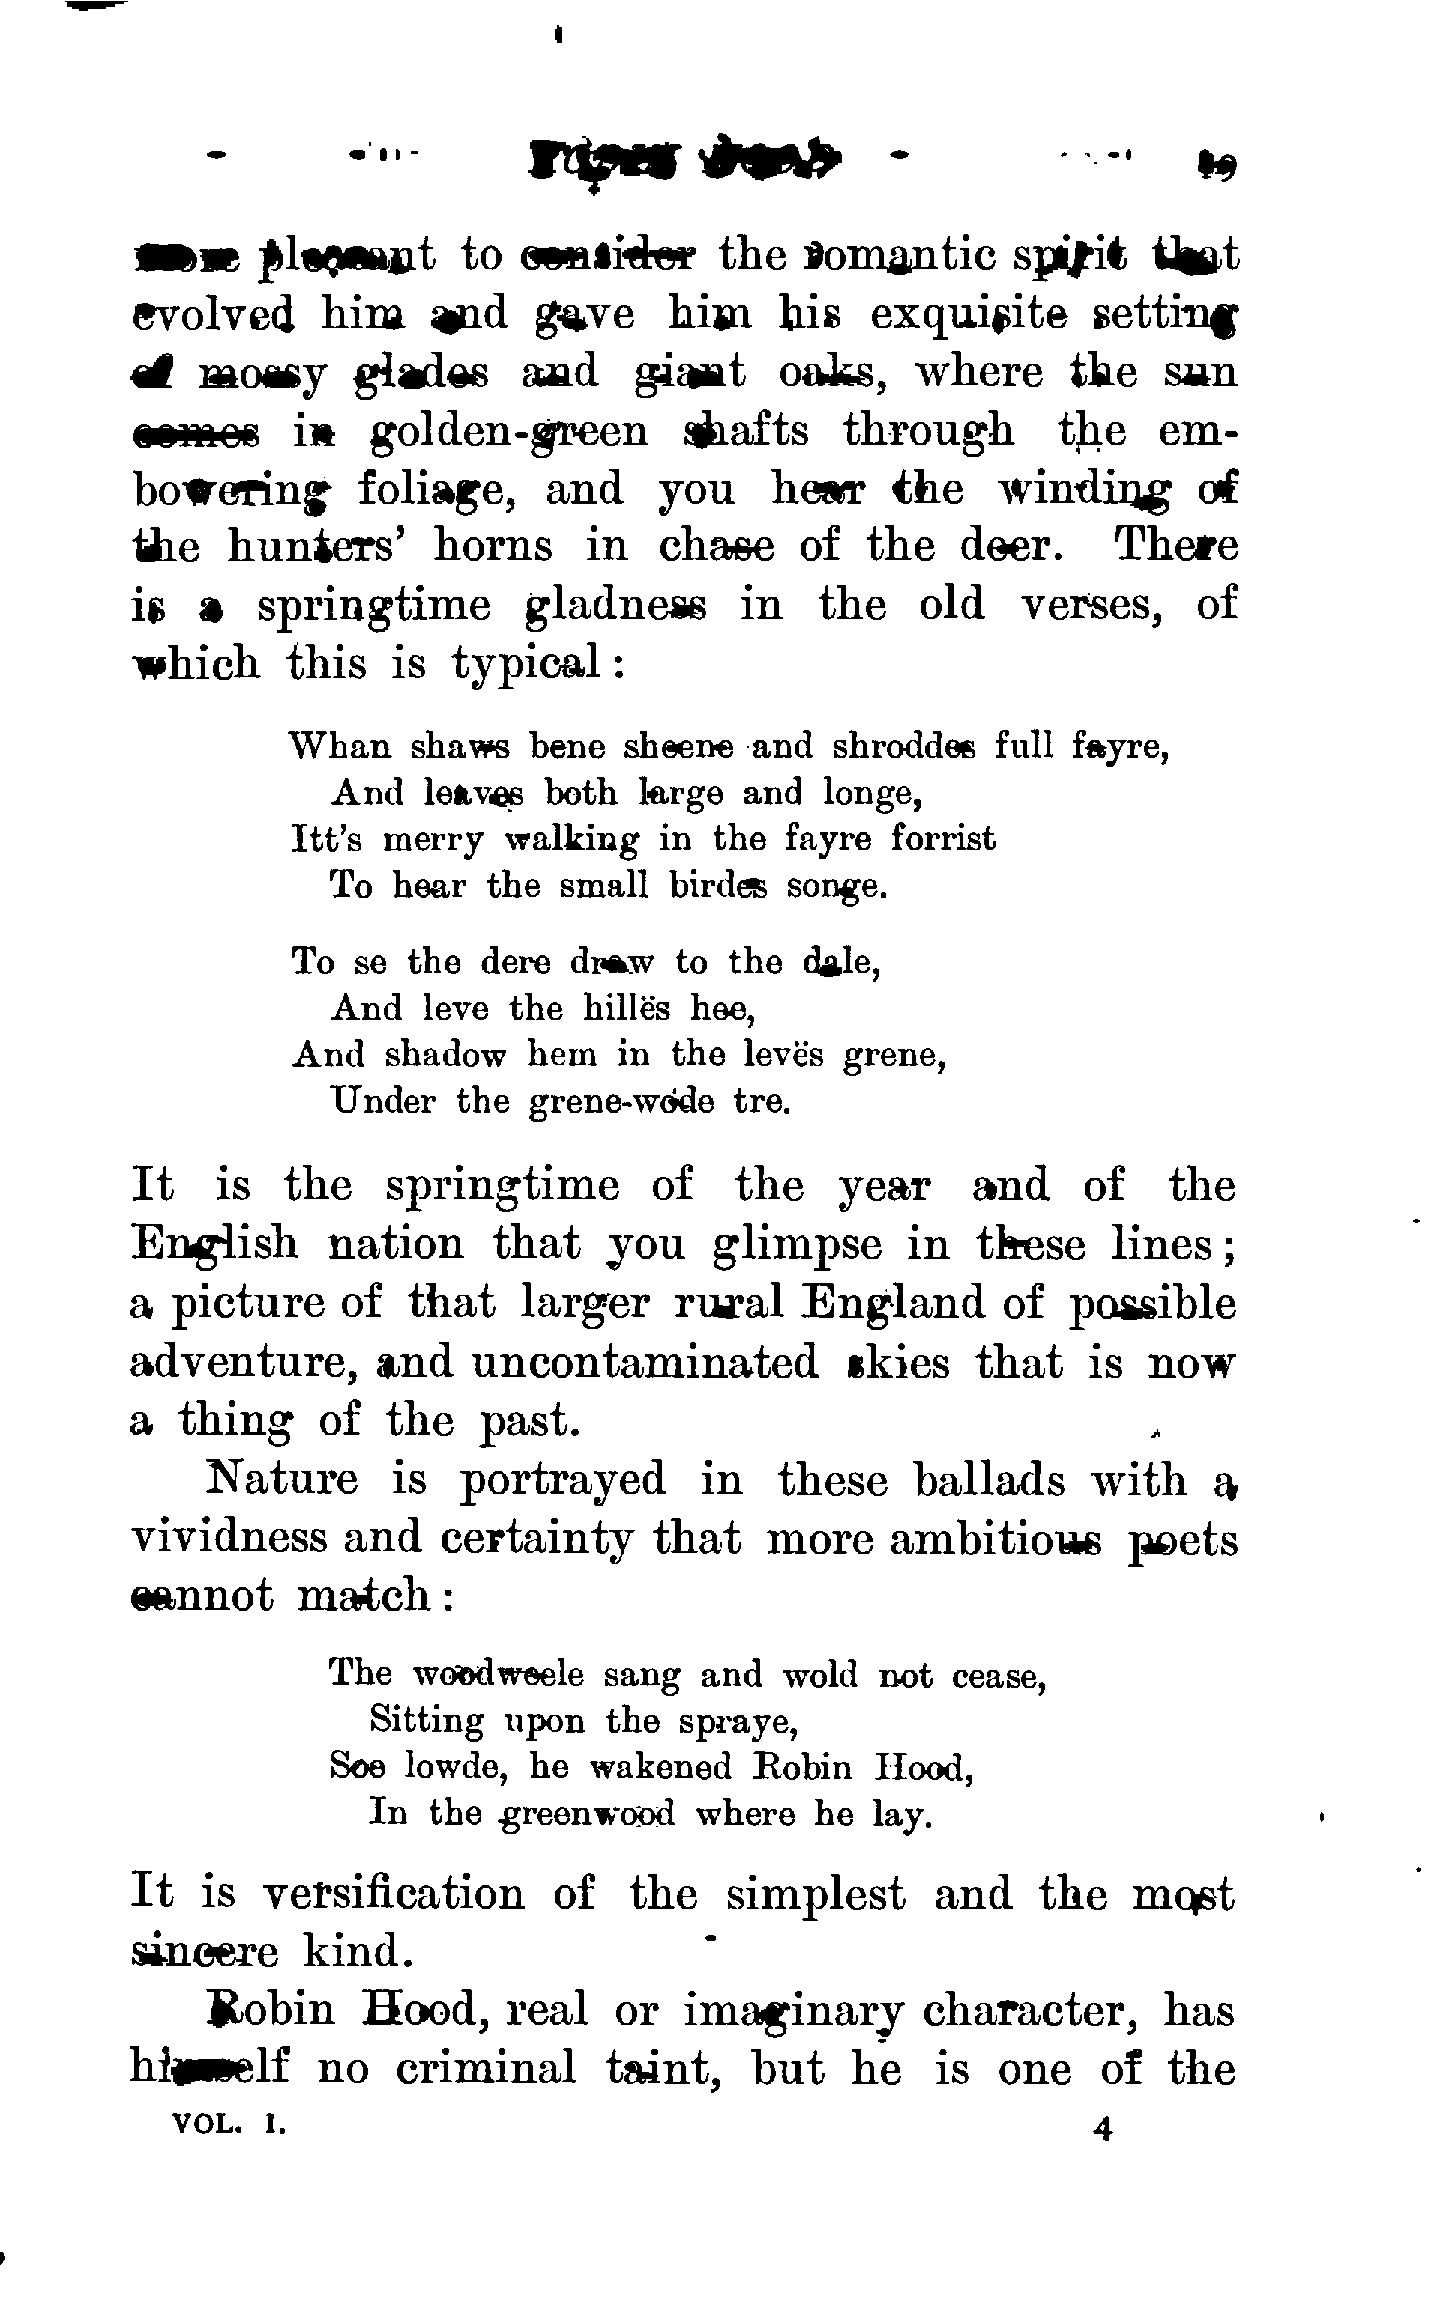 more pleasant to consider the romantic spirit that
evolved him and gave him his exquisite setting
of mossy glades and giant oaks, where the sun
comes in golden-green shafts through the em-
bowering foliage, and you hear the winding of
the hunters' horns in chase of the deer. There
is a springtime gladness in the old verses, of
which this is typical :
Whan shaws bene sheene and shroddes full fayre,
And leaves both large and longe,
Itt's merry walking in the fayre forrist
To hear the small birdes songe.
To se the dere draw to the dale,
And leve the hillës hee,
And shadow hem in the levës grene,
Under the grene-wode tre.
It is the springtime of the year and of the
English nation that you glimpse in these lines ;
a picture of that larger rural England of possible
adventure, and uncontaminated skies that is now
a thing of the past.
Nature is portrayed in these ballads with a
vividness and certainty that more ambitious poets
cannot match :
The woodweele sang and wold not cease,
Sitting upon the spraye,
Soe lowde, he wakened Robin Hood,
In the greenwood where he lay.
It is versification of the simplest and the most
sincere kind.
Robin Hood, real or imaginary character, has
himself no criminal taint, but he is one of the
VOL. I. 4